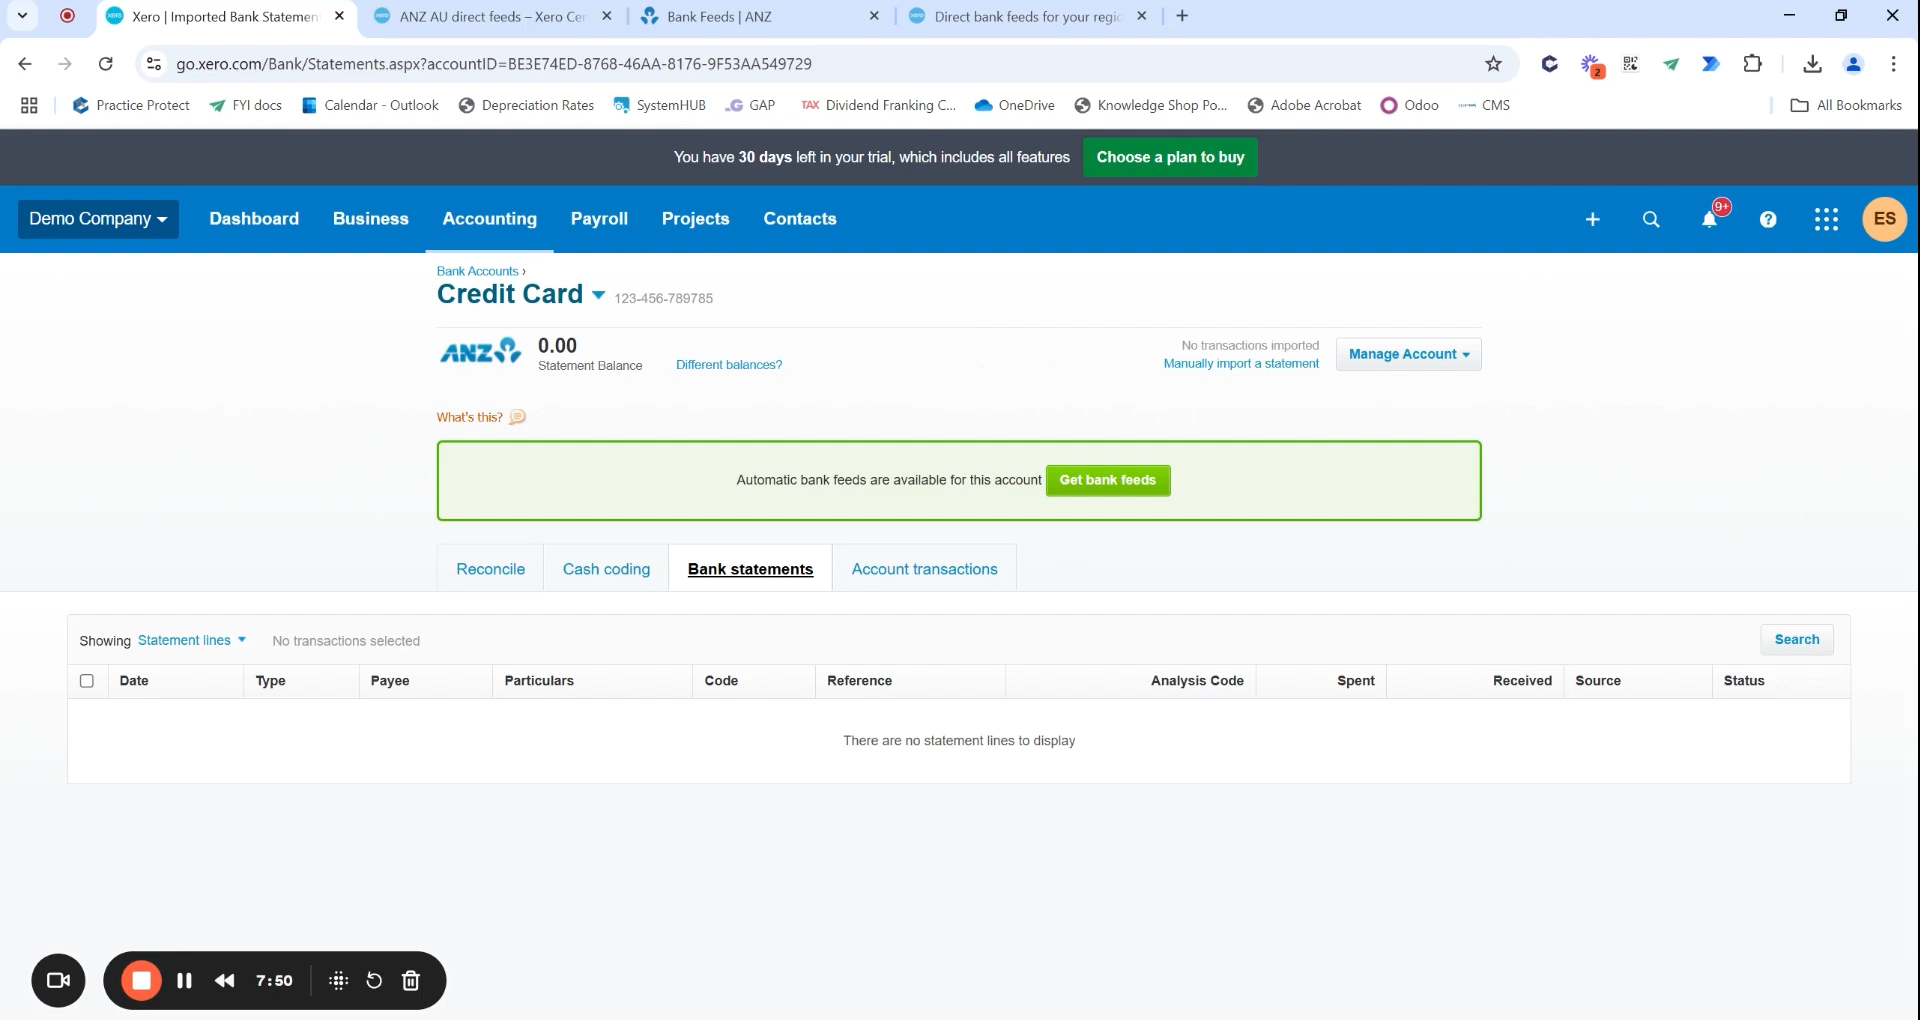 Xero | Imported Bank Statemen
ANZ AU direct feeds – Xero Cen
Bank Feeds | ANZ
Direct bank feeds for your regio
go.xero.com/Bank/Statements.aspx?accountID=BE3E74ED-8768-46AA-8176-9F53AA549729
2
Practice Protect
FYI docs
Calendar - Outlook
Depreciation Rates
SystemHUB
GAP
TAX Dividend Franking C...
OneDrive
Knowledge Shop Po...
Adobe Acrobat
Odoo
CMS
All Bookmarks
You have 30 days left in your trial, which includes all features
Choose a plan to buy
Demo Company
Dashboard
Business
Accounting
Payroll
Projects
Contacts
9+
ES
Bank Accounts ›
Credit Card
123-456-789785
ANZ
0.00
Statement Balance
Different balances?
No transactions imported
Manually import a statement
Manage Account
What's this?
Automatic bank feeds are available for this account
Get bank feeds
Reconcile
Cash coding
Bank statements
Account transactions
Showing Statement lines
No transactions selected
Search
Date
Type
Payee
Particulars
Code
Reference
Analysis Code
Spent
Received
Source
Status
There are no statement lines to display
7:50